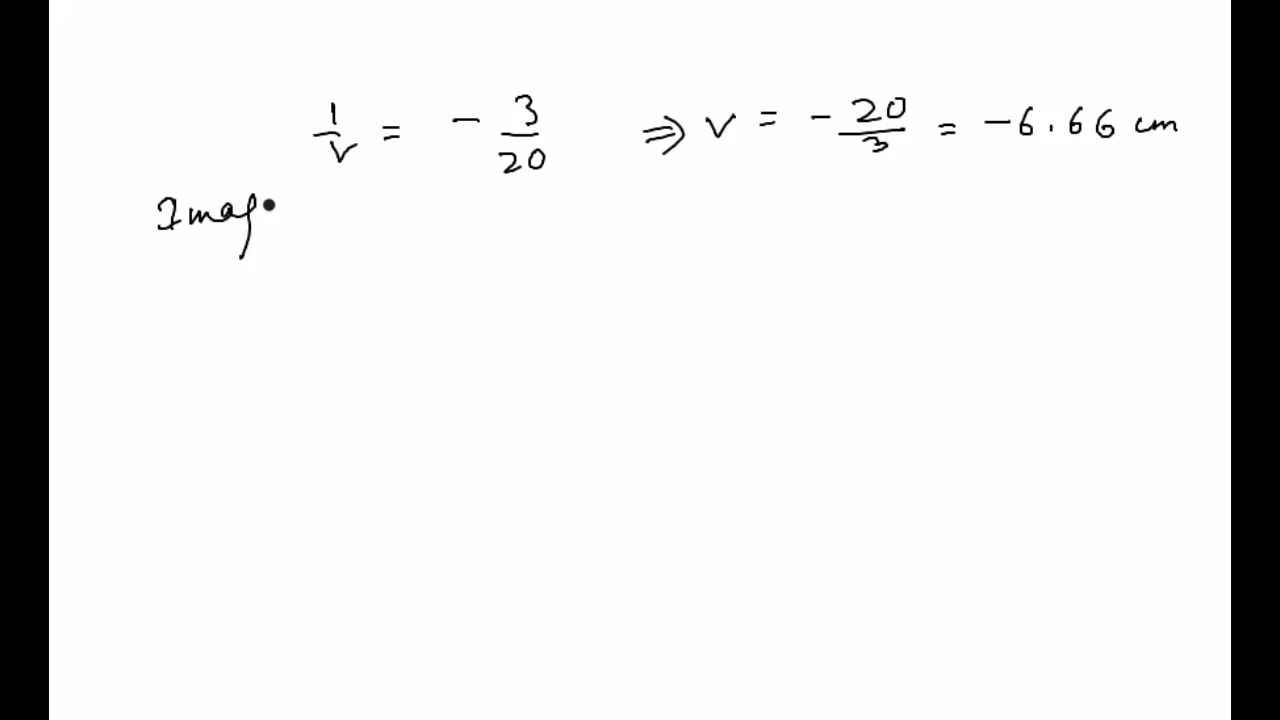 1/v = - 3/20 ⇒ v = - 20/3 = -6.66 cm
Imag